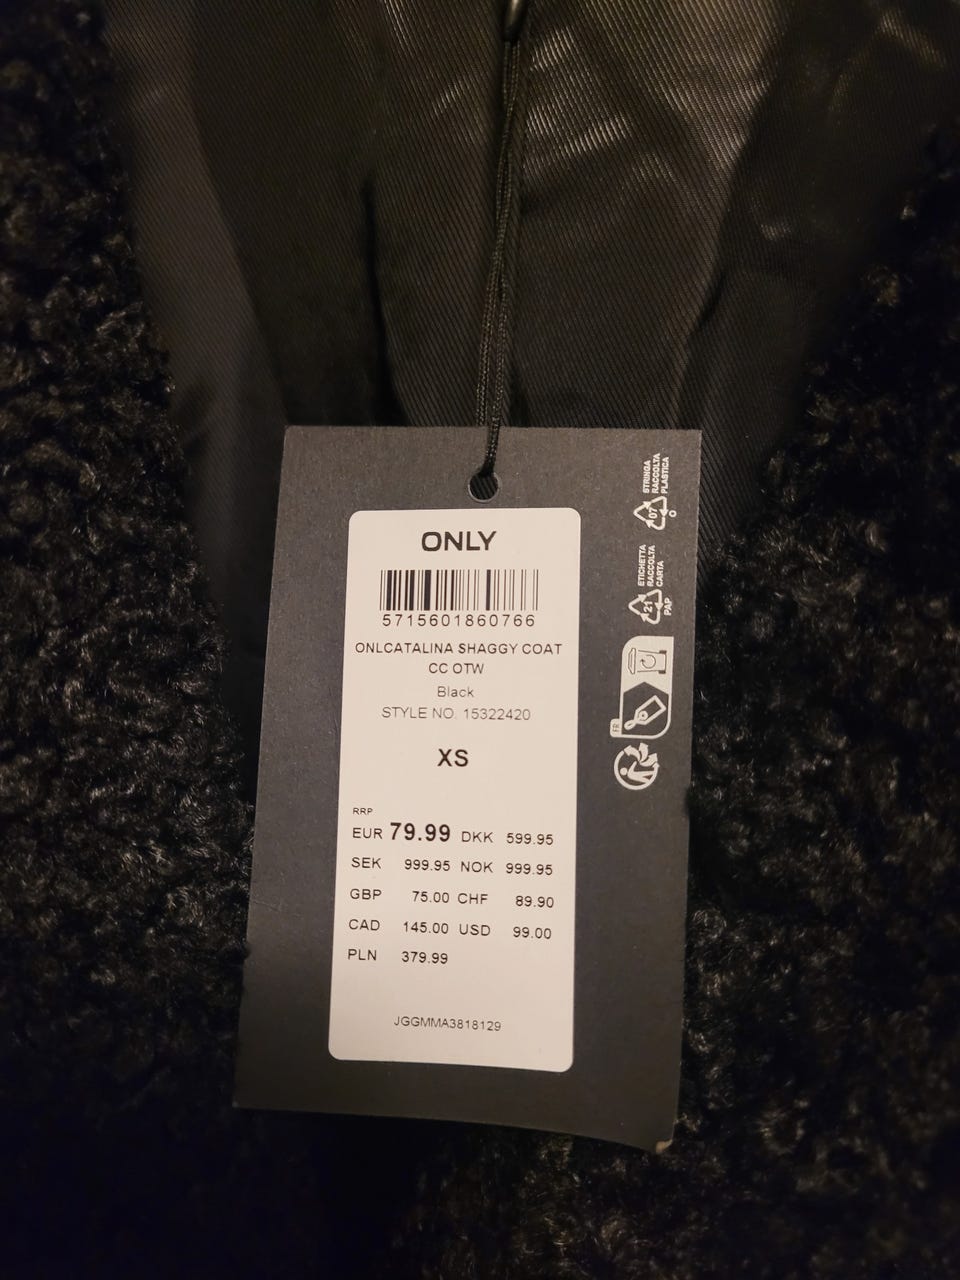 ONLY
5715601860766
ONLCATALINA SHAGGY COAT
CC OTW
Black
STYLE NO. 15322420
XS
RRP
EUR 79.99 DKK 599.95
SEK 999.95 NOK 999.95
GBP 75.00 CHF 89.90
CAD 145.00 USD 99.00
PLN 379.99
JGGMMA3818129
STRINGA
RACCOLTA
PLASTICA
07
O
ETICHETTA
RACCOLTA
CARTA
21
PAP
FR